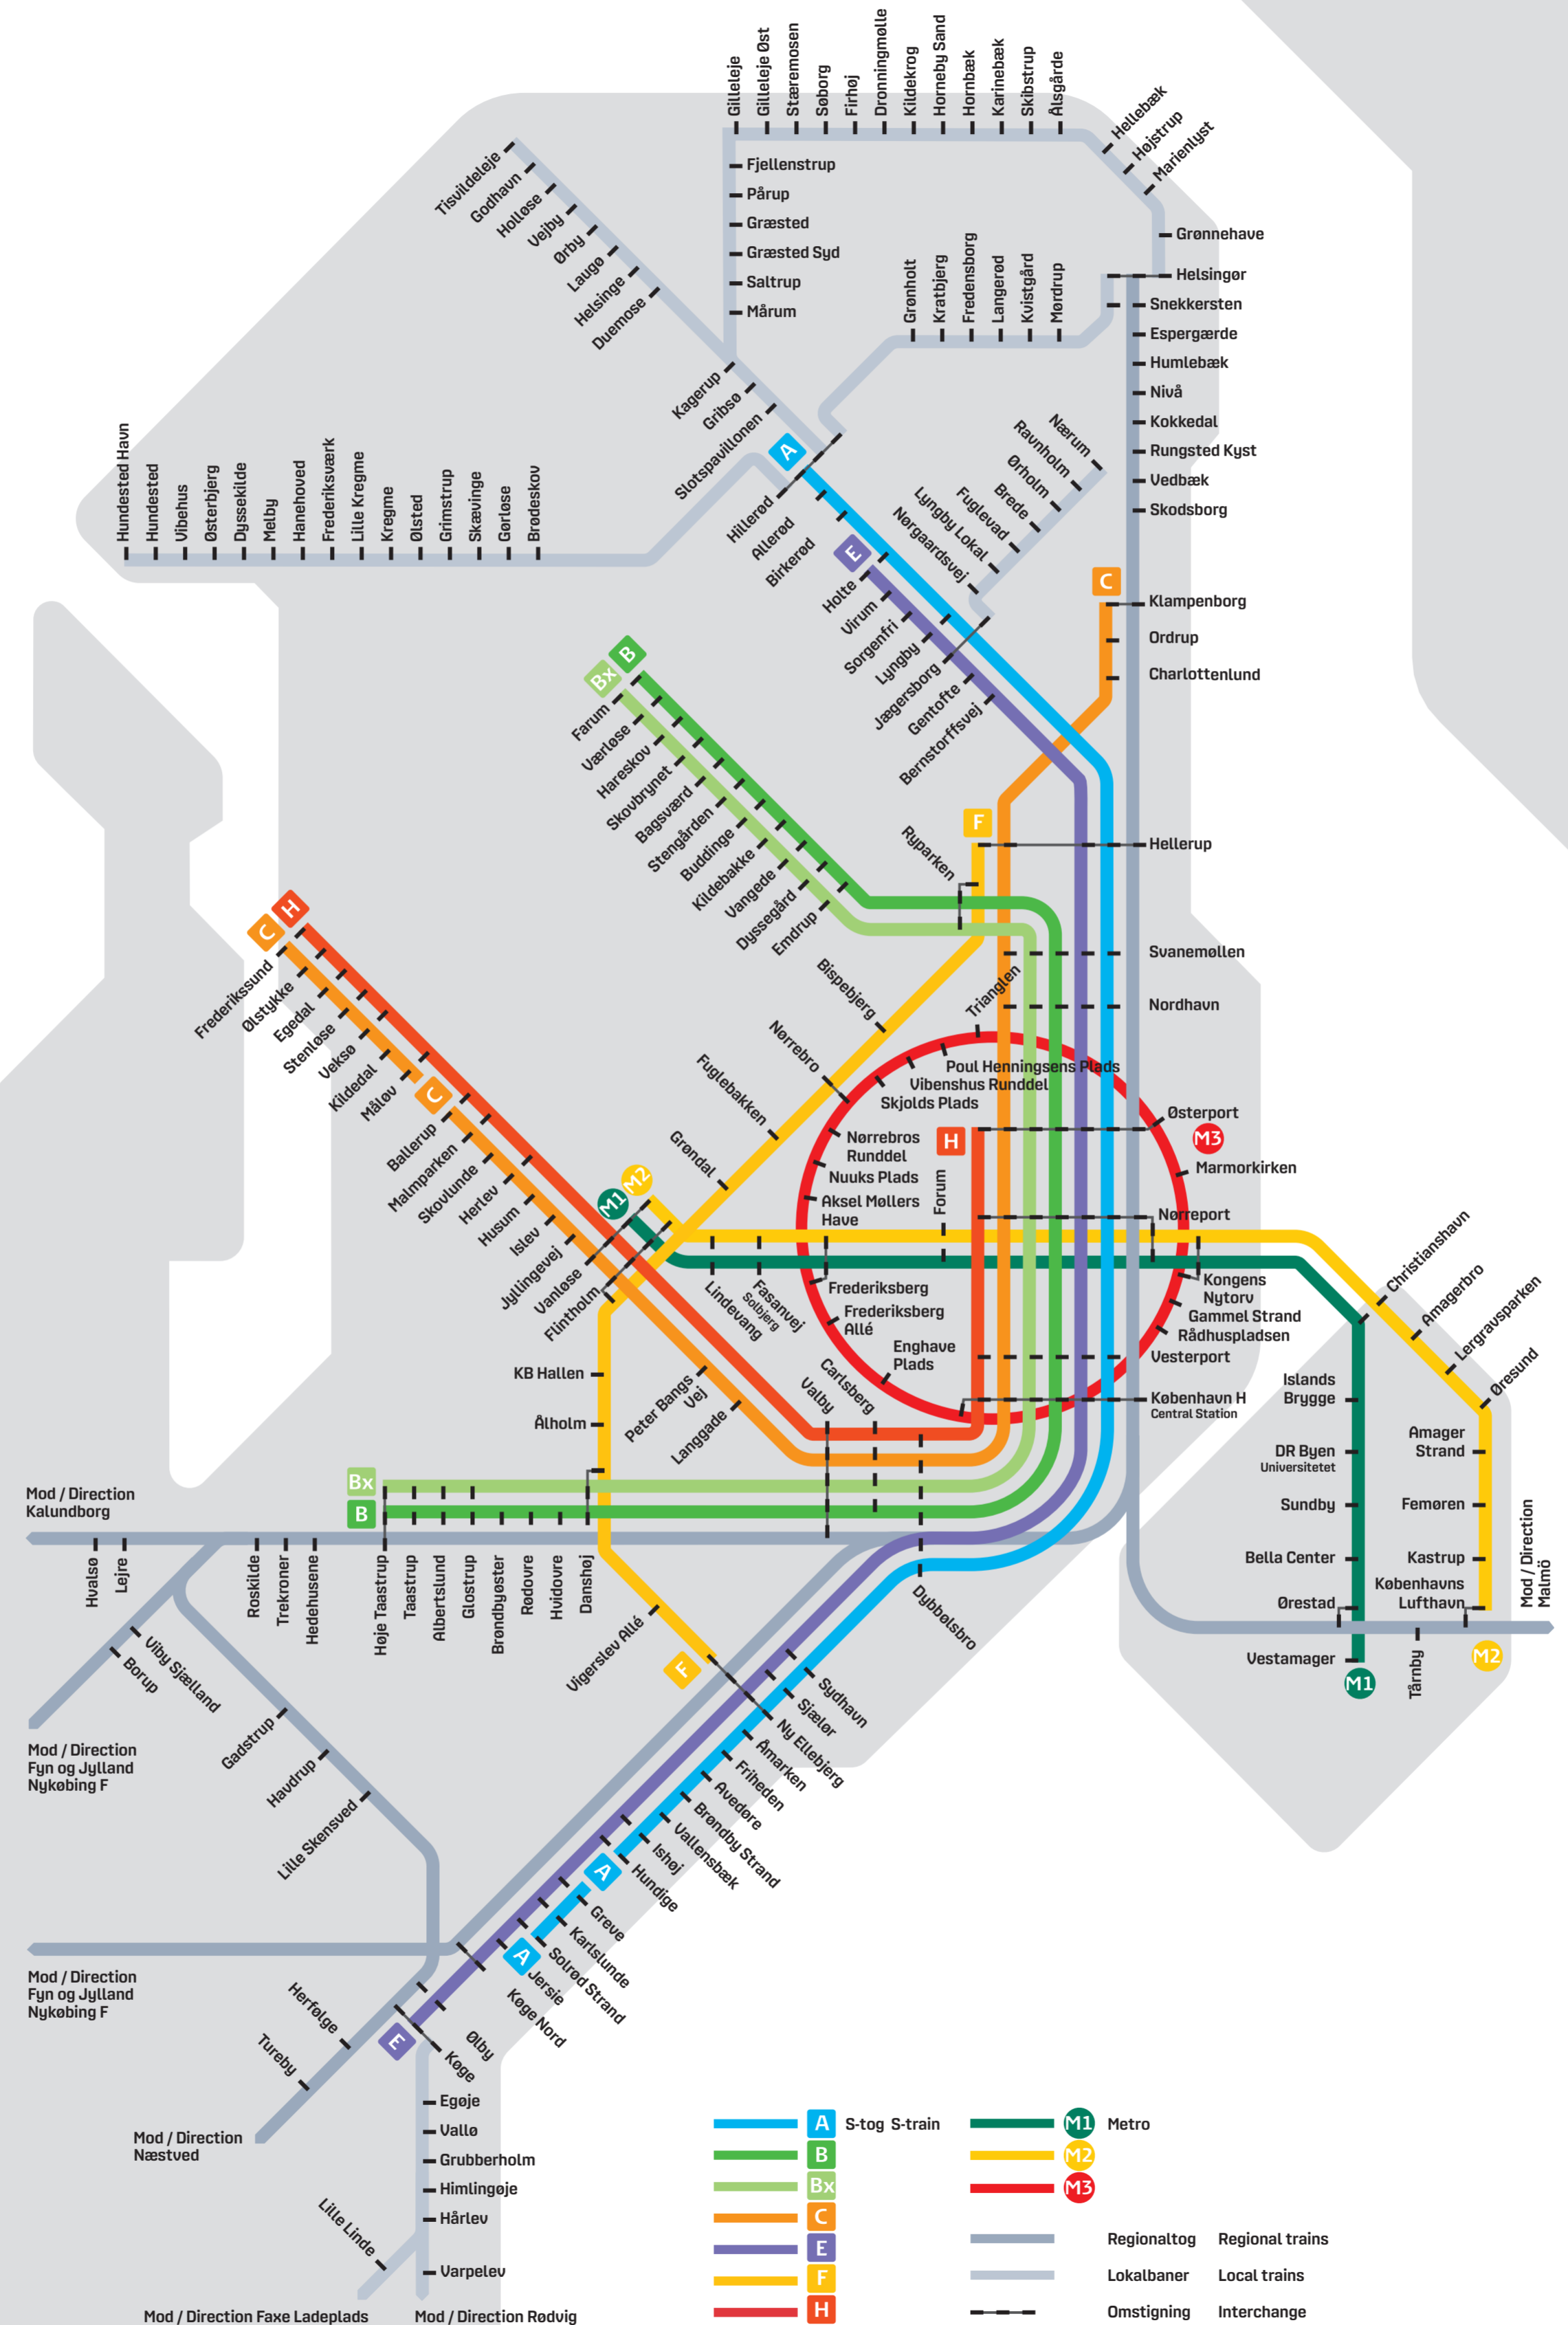 Gilleleje
Gilleleje Øst
Stæremosen
Søborg
Firhøj
Dronningmølle
Kildekrog
Horneby Sand
Hornbæk
Karinebæk
Skibstrup
Ålsgårde
Hellebæk
Højstrup
Marienlyst
Grønnehave
Helsingør
Snekkersten
Espergærde
Humlebæk
Nivå
Kokkedal
Rungsted Kyst
Vedbæk
Skodsborg
Tisvildeleje
Godhavn
Holløse
Vejby
Ørby
Laugø
Helsinge
Duemose
Fjellenstrup
Pårup
Græsted
Græsted Syd
Saltrup
Mårum
Kagerup
Gribsø
Slotspavillonen
Grønholt
Kratbjerg
Fredensborg
Langerød
Kvistgård
Mørdrup
Hundested Havn
Hundested
Vibehus
Østerbjerg
Dyssekilde
Melby
Hanehoved
Frederiksværk
Lille Kregme
Kregme
Ølsted
Grimstrup
Skævinge
Gørløse
Brødeskov
A
Hillerød
Allerød
Birkerød
E
Holte
Virum
Sorgenfri
Lyngby
Jægersborg
Gentofte
Bernstorffsvej
Nærum
Ravnholm
Ørholm
Brede
Fuglevad
Lyngby Lokal
Nørgaardsvej
C
Klampenborg
Ordrup
Charlottenlund
B
Bx
Farum
Værløse
Hareskov
Skovbrynet
Bagsværd
Stengården
Buddinge
Kildebakke
Vangede
Dyssegård
Emdrup
F
Hellerup
Ryparken
Svanemøllen
Nordhavn
Bispebjerg
Nørrebro
Fuglebakken
Grøndal
H
C
Frederikssund
Ølstykke
Egedal
Stenløse
Veksø
Kildedal
Måløv
C
Ballerup
Malmparken
Skovlunde
Herlev
Husum
Islev
Jyllingevej
Vanløse
Flintholm
M1
M2
Trianglen
Poul Henningsens Plads
Vibenshus Runddel
Skjolds Plads
Nørrebros
Runddel
Nuuks Plads
Aksel Møllers
Have
H
Forum
Østerport
M3
Marmorkirken
Nørreport
Lindevang
Fasanvej
Solbjerg
Frederiksberg
Frederiksberg
Allé
Enghave
Plads
Kongens
Nytorv
Gammel Strand
Rådhuspladsen
Vesterport
København H
Central Station
Christianshavn
Amagerbro
Lergravsparken
Øresund
Islands
Brygge
DR Byen
Universitetet
Sundby
Bella Center
Ørestad
Vestamager
M1
Amager
Strand
Femøren
Kastrup
Københavns
Lufthavn
M2
Tårnby
Mod / Direction
Malmö
KB Hallen
Ålholm
Peter Bangs
Vej
Langgade
Valby
Carlsberg
Dybbølsbro
Mod / Direction
Kalundborg
Bx
B
Hvalsø
Lejre
Roskilde
Trekroner
Hedehusene
Høje Taastrup
Taastrup
Albertslund
Glostrup
Brøndbyøster
Rødovre
Hvidovre
Danshøj
Vigerslev Allé
F
Viby Sjælland
Borup
Mod / Direction
Fyn og Jylland
Nykøbing F
Gadstrup
Havdrup
Lille Skensved
Sydhavn
Sjælør
Ny Ellebjerg
Åmarken
Friheden
Avedøre
Brøndby Strand
Vallensbæk
Ishøj
Hundige
A
Greve
Karlslunde
Solrød Strand
A
Jersie
Køge Nord
Ølby
Køge
E
Mod / Direction
Fyn og Jylland
Nykøbing F
Herfølge
Tureby
Mod / Direction
Næstved
Egøje
Vallø
Grubberholm
Himlingøje
Hårlev
Varpelev
Lille Linde
Mod / Direction Faxe Ladeplads
Mod / Direction Rødvig
A S-tog S-train
B
Bx
C
E
F
H
M1 Metro
M2
M3
Regionaltog Regional trains
Lokalbaner Local trains
Omstigning Interchange